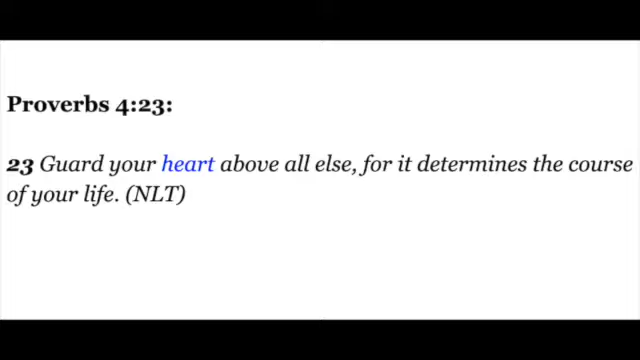 Proverbs 4:23:
23 Guard your heart above all else, for it determines the course
of your life. (NLT)